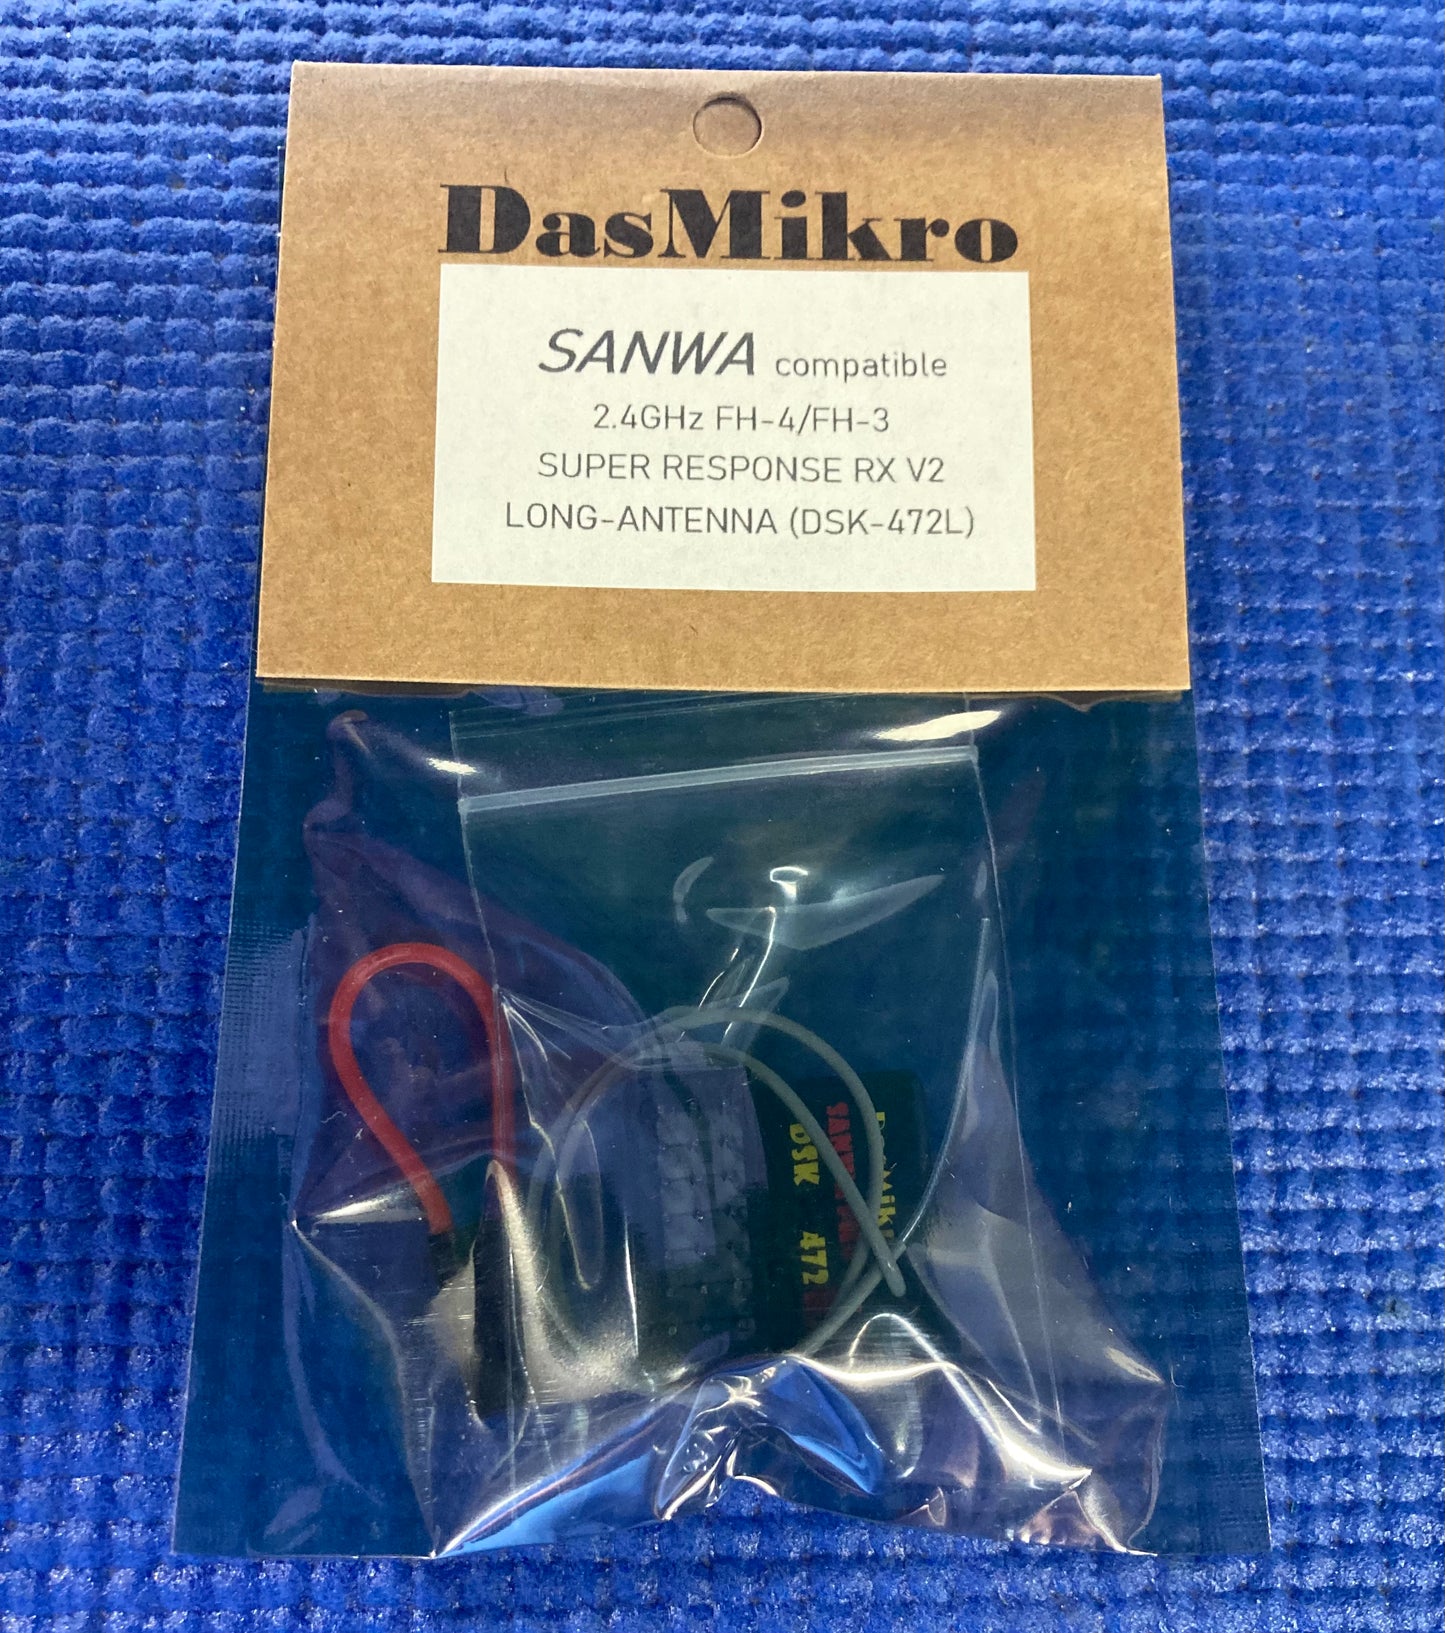 DasMikro
SANWA compatible
2.4GHz FH-4/FH-3
SUPER RESPONSE RX V2
LONG-ANTENNA (DSK-472L)
DSK 472